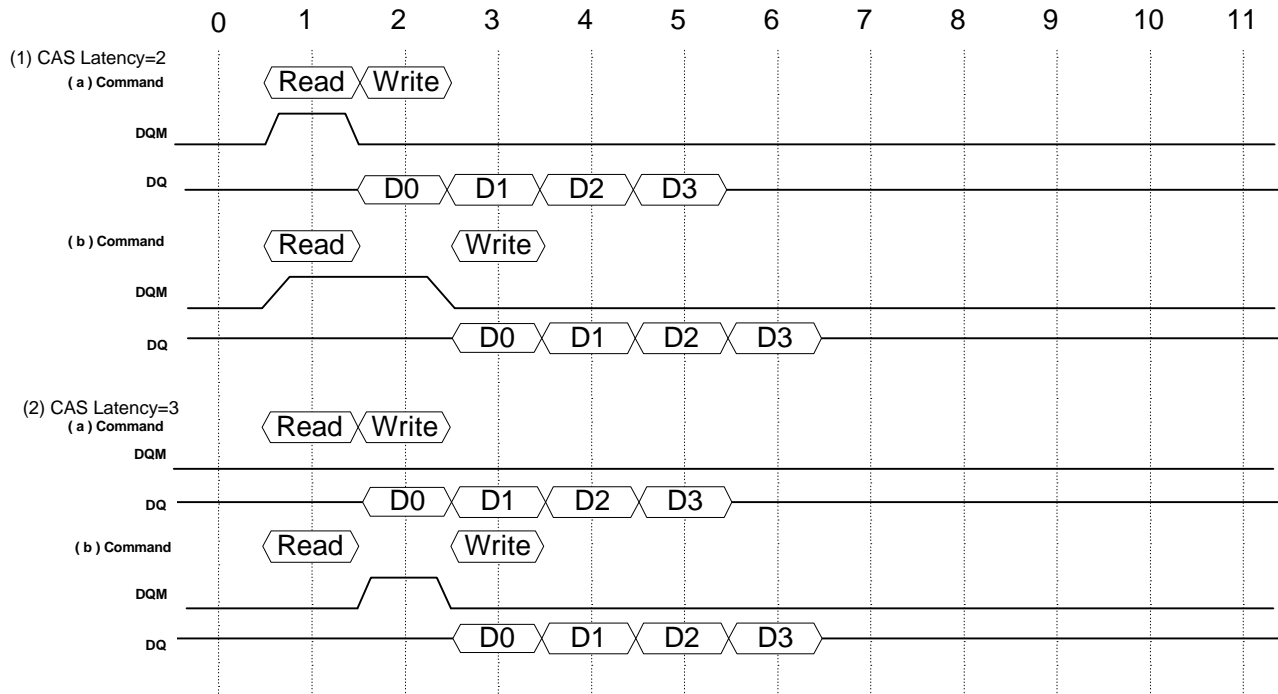 0 1 2 3 4 5 6 7 8 9 10 11
(1) CAS Latency=2
( a ) Command Read Write
DQM
DQ D0 D1 D2 D3
( b ) Command Read Write
DQM
DQ D0 D1 D2 D3
(2) CAS Latency=3
( a ) Command Read Write
DQM
DQ D0 D1 D2 D3
( b ) Command Read Write
DQM
DQ D0 D1 D2 D3